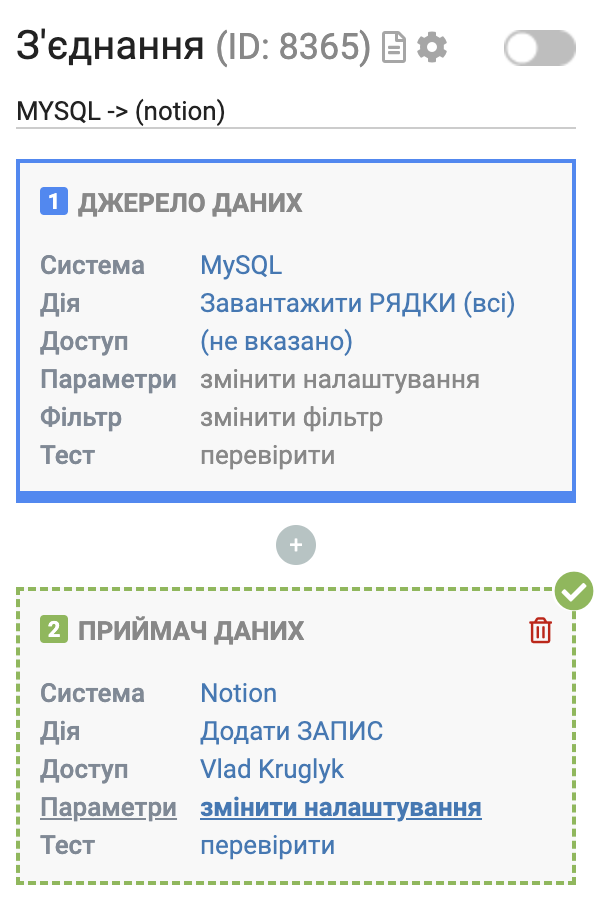 З'єднання (ID: 8365)
MYSQL -> (notion)
1 ДЖЕРЕЛО ДАНИХ
Система MySQL
Дія Завантажити РЯДКИ (всі)
Доступ (не вказано)
Параметри змінити налаштування
Фільтр змінити фільтр
Тест перевірити
+
2 ПРИЙМАЧ ДАНИХ
Система Notion
Дія Додати ЗАПИС
Доступ Vlad Kruglyk
Параметри змінити налаштування
Тест перевірити